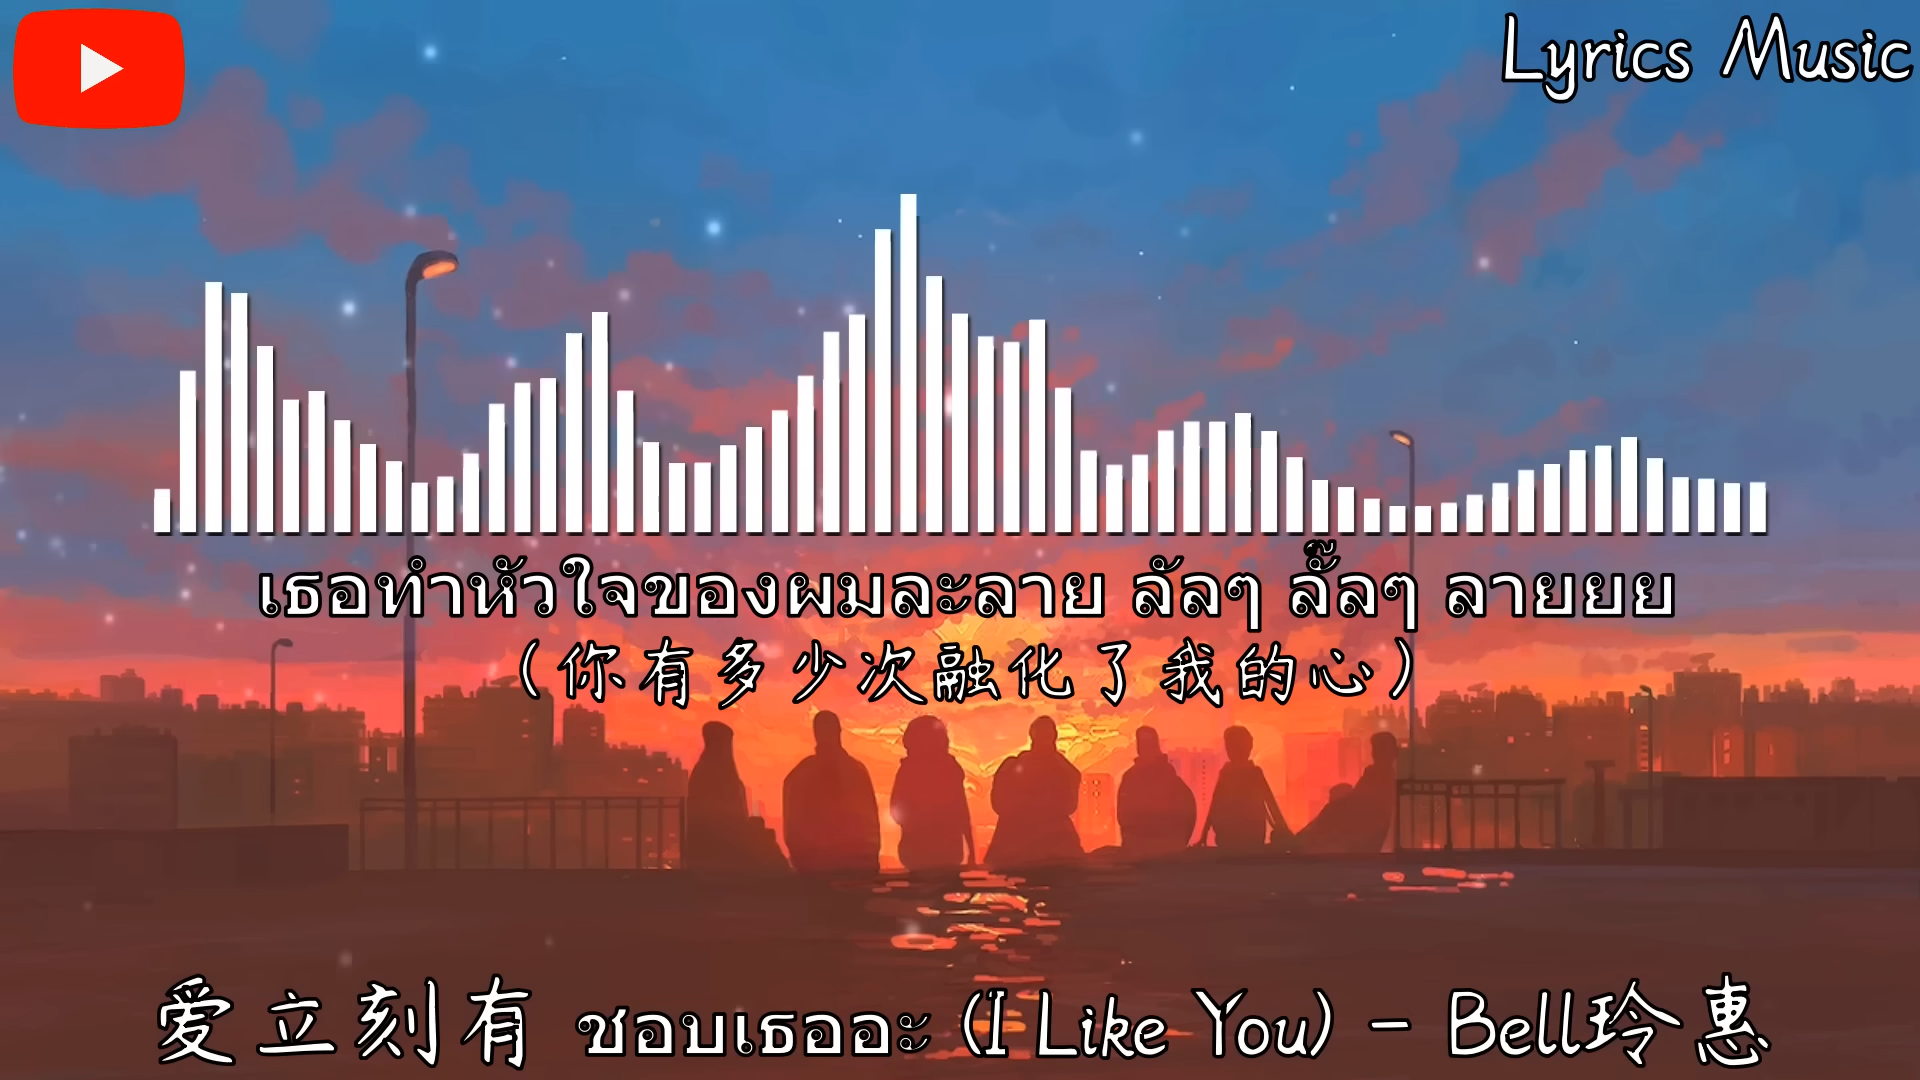 Lyrics Music
เธอทำหัวใจของผมละลาย ลัลๆ ลั๊ลๆ ลายยย
（你有多少次融化了我的心）
爱立刻有 ชอบเธออะ (I Like You) - Bell玲惠